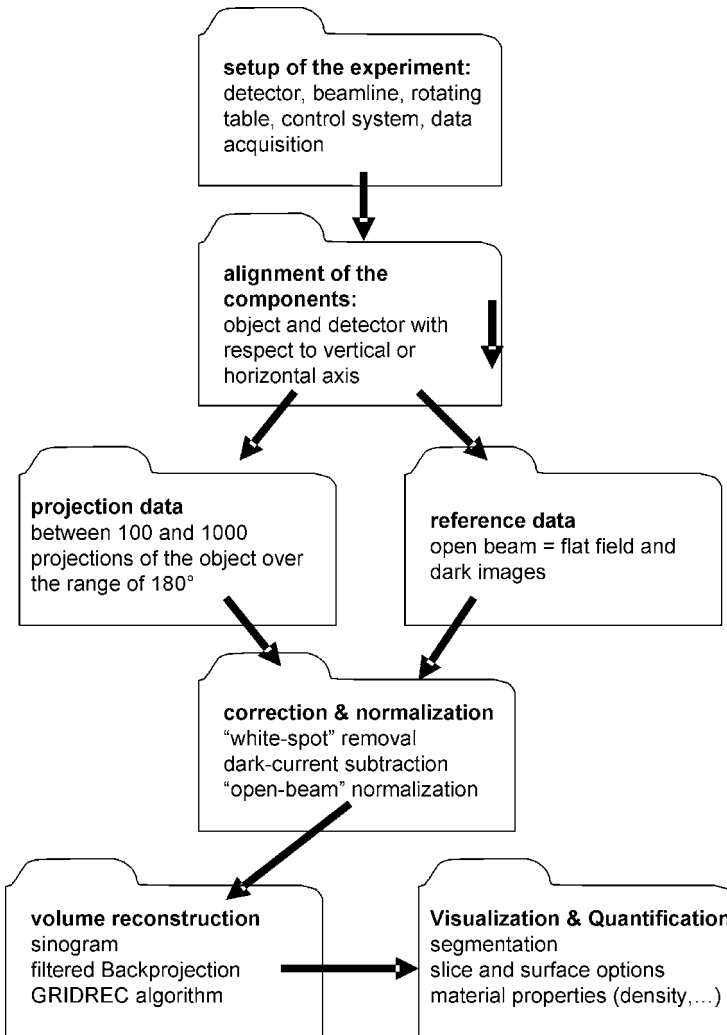 setup of the experiment:
detector, beamline, rotating
table, control system, data
acquisition
alignment of the
components:
object and detector with
respect to vertical or
horizontal axis
projection data
between 100 and 1000
projections of the object over
the range of 180°
reference data
open beam = flat field and
dark images
correction & normalization
“white-spot” removal
dark-current subtraction
“open-beam” normalization
volume reconstruction
sinogram
filtered Backprojection
GRIDREC algorithm
Visualization & Quantification
segmentation
slice and surface options
material properties (density,...)